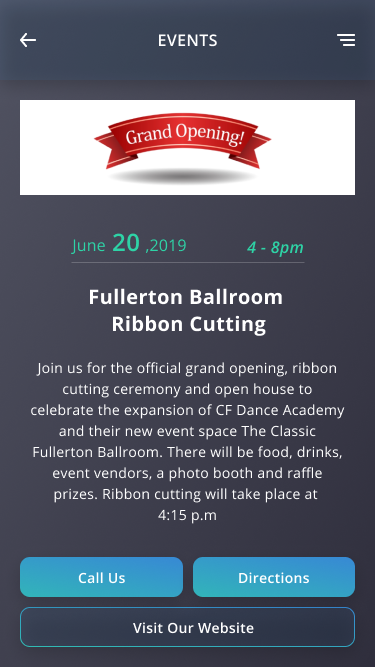 EVENTS
Grand Opening!
June 20 ,2019 4 - 8pm
Fullerton Ballroom
Ribbon Cutting
Join us for the official grand opening, ribbon
cutting ceremony and open house to
celebrate the expansion of CF Dance Academy
and their new event space The Classic
Fullerton Ballroom. There will be food, drinks,
event vendors, a photo booth and raffle
prizes. Ribbon cutting will take place at
4:15 p.m
Call Us Directions
Visit Our Website